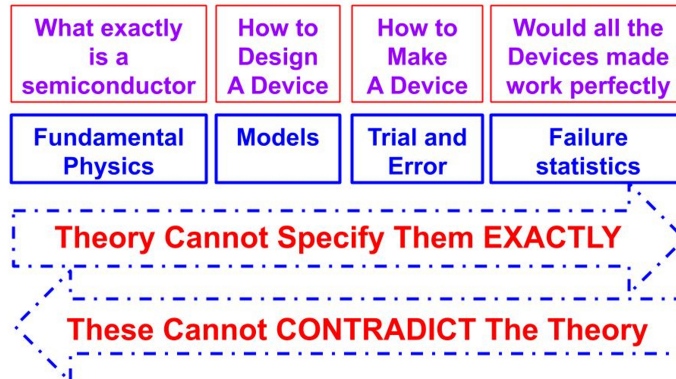 What exactly
is a
semiconductor
How to
Design
A Device
How to
Make
A Device
Would all the
Devices made
work perfectly
Fundamental
Physics
Models
Trial and
Error
Failure
statistics
Theory Cannot Specify Them EXACTLY
These Cannot CONTRADICT The Theory